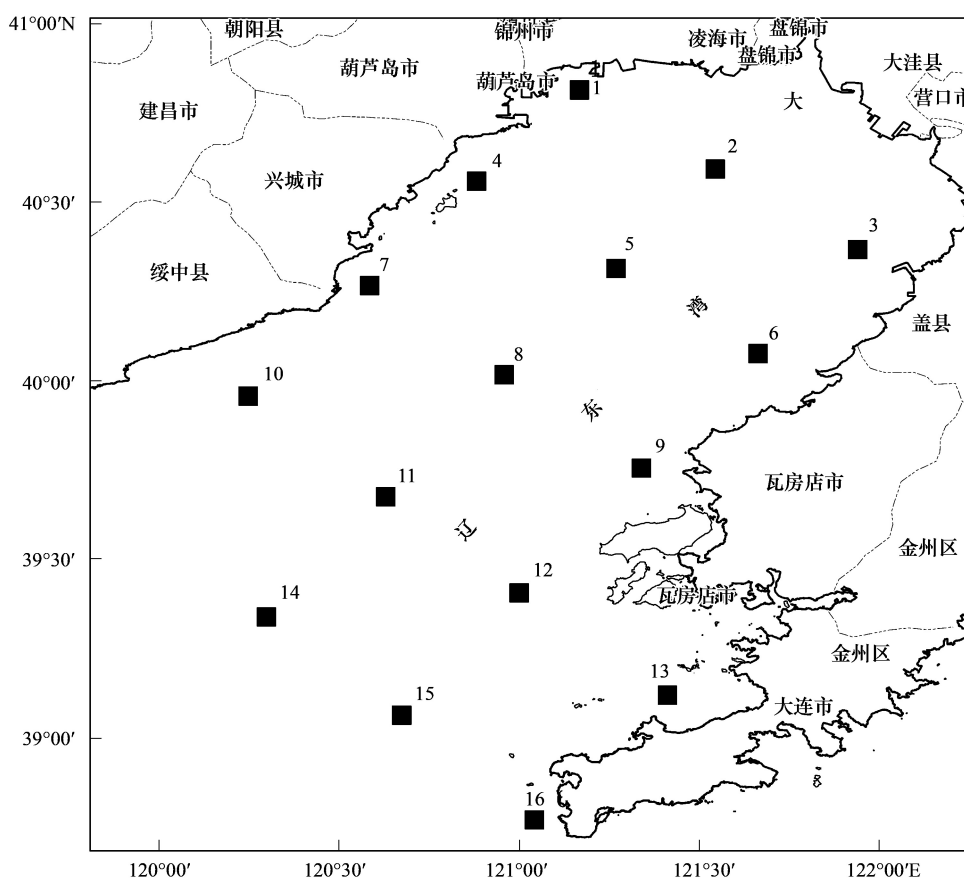 41°00′N
朝阳县
锦州市
凌海市
盘锦市
盘锦市
大洼县
葫芦岛市
葫芦岛市
1
大
营口市
建昌市
2
4
兴城市
40°30′
3
5
7
绥中县
湾
盖县
6
8
40°00′
10
东
9
11
瓦房店市
辽
金州区
39°30′
12
14
瓦房店市
金州区
13
15
大连市
39°00′
16
120°00′
120°30′
121°00′
121°30′
122°00′E